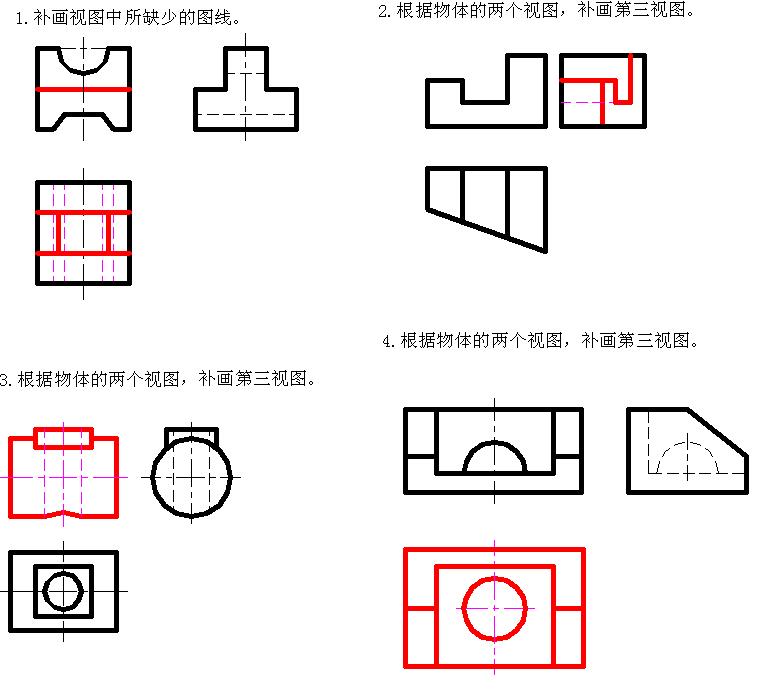 1.补画视图中所缺少的图线。
2.根据物体的两个视图，补画第三视图。
3.根据物体的两个视图，补画第三视图。
4.根据物体的两个视图，补画第三视图。